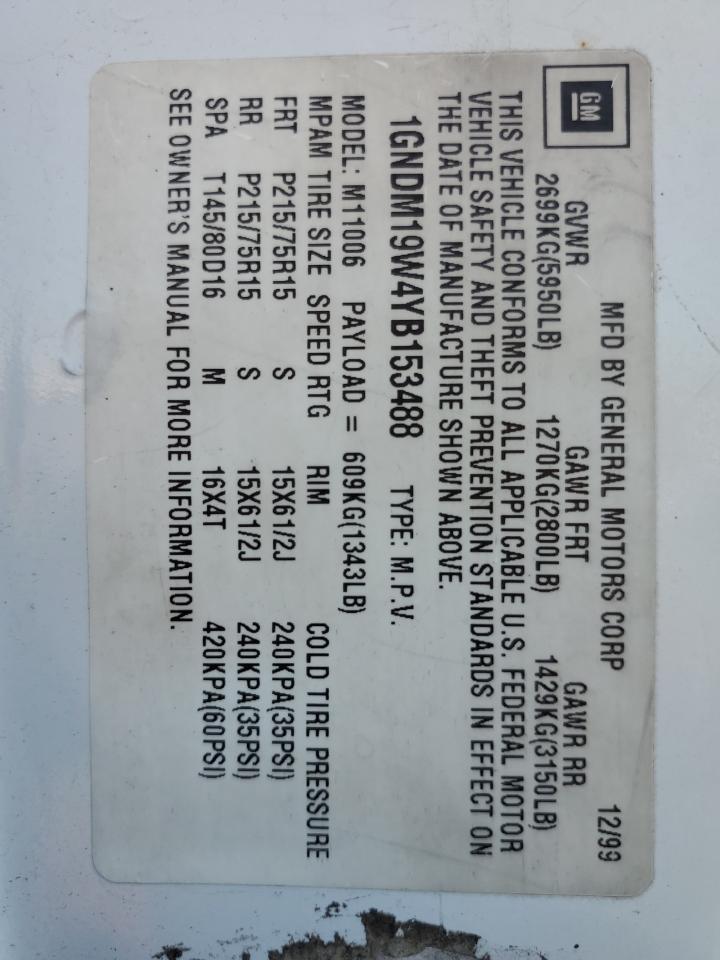 GM
MFD BY GENERAL MOTORS CORP 12/99
GVWR GAWR FRT GAWR RR
2699KG(5950LB) 1270KG(2800LB) 1429KG(3150LB)
THIS VEHICLE CONFORMS TO ALL APPLICABLE U.S. FEDERAL MOTOR
VEHICLE SAFETY AND THEFT PREVENTION STANDARDS IN EFFECT ON
THE DATE OF MANUFACTURE SHOWN ABOVE.
1GNDM19W4YB153488 TYPE: M.P.V.
MODEL: M11006 PAYLOAD = 609KG(1343LB)
MPAM TIRE SIZE SPEED RTG RIM COLD TIRE PRESSURE
FRT P215/75R15 S 15X61/2J 240KPA(35PSI)
RR P215/75R15 S 15X61/2J 240KPA(35PSI)
SPA T145/80D16 M 16X4T 420KPA(60PSI)
SEE OWNER'S MANUAL FOR MORE INFORMATION.